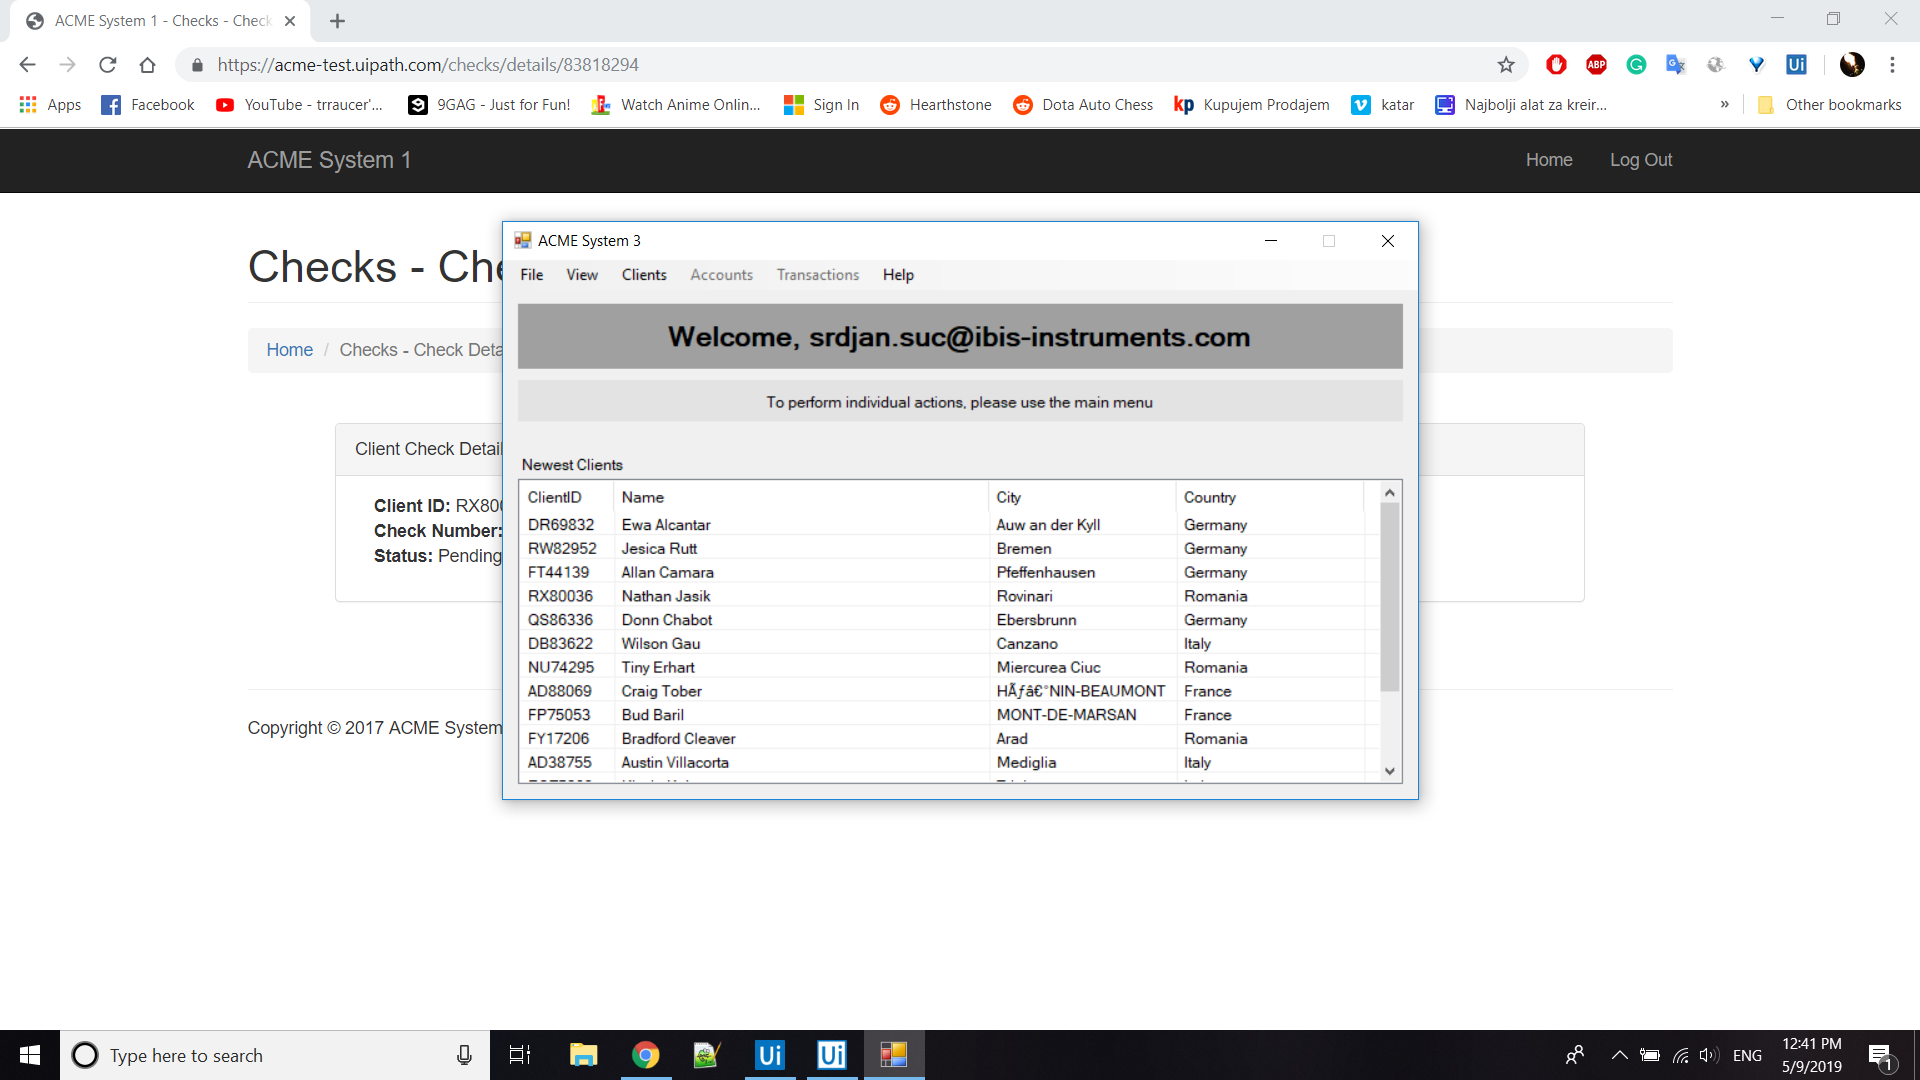 ACME System 1 - Checks - Check
https://acme-test.uipath.com/checks/details/83818294
Apps Facebook YouTube - trraucer'... 9GAG - Just for Fun! Watch Anime Onlin... Sign In Hearthstone Dota Auto Chess Kupujem Prodajem katar Najbolji alat za kreir... » Other bookmarks
ACME System 1 Home Log Out
Checks - Che
Home / Checks - Check Deta
Client Check Detail
Client ID: RX800
Check Number:
Status: Pending
Copyright © 2017 ACME System
ACME System 3
File View Clients Accounts Transactions Help
Welcome, srdjan.suc@ibis-instruments.com
To perform individual actions, please use the main menu
Newest Clients
ClientID Name City Country
DR69832 Ewa Alcantar Auw an der Kyll Germany
RW82952 Jesica Rutt Bremen Germany
FT44139 Allan Camara Pfeffenhausen Germany
RX80036 Nathan Jasik Rovinari Romania
QS86336 Donn Chabot Ebersbrunn Germany
DB83622 Wilson Gau Canzano Italy
NU74295 Tiny Erhart Miercurea Ciuc Romania
AD88069 Craig Tober HÃƒâ€°NIN-BEAUMONT France
FP75053 Bud Baril MONT-DE-MARSAN France
FY17206 Bradford Cleaver Arad Romania
AD38755 Austin Villacorta Mediglia Italy
Type here to search
ENG
12:41 PM
5/9/2019
1